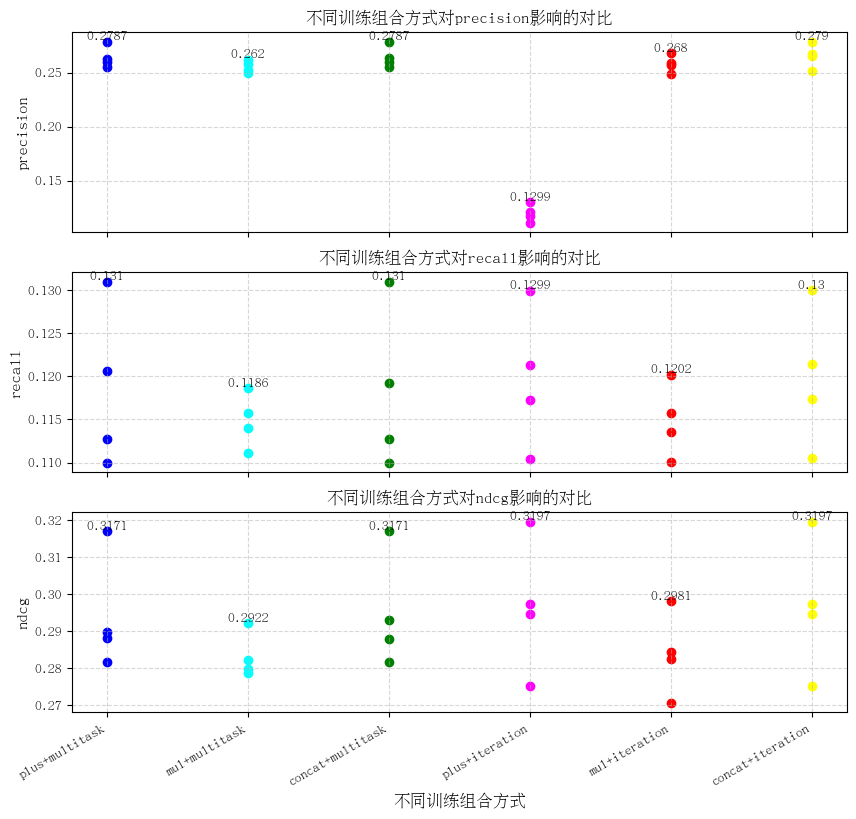 不同训练组合方式对precision影响的对比
0.2787
0.262
0.2787
0.1299
0.268
0.279
0.25
0.20
0.15
precision
不同训练组合方式对recall影响的对比
0.131
0.1186
0.131
0.1299
0.1202
0.13
0.130
0.125
0.120
0.115
0.110
recall
不同训练组合方式对ndcg影响的对比
0.3171
0.2922
0.3171
0.3197
0.2981
0.3197
0.32
0.31
0.30
0.29
0.28
0.27
ndcg
plus+multitask
mul+multitask
concat+multitask
plus+iteration
mul+iteration
concat+iteration
不同训练组合方式